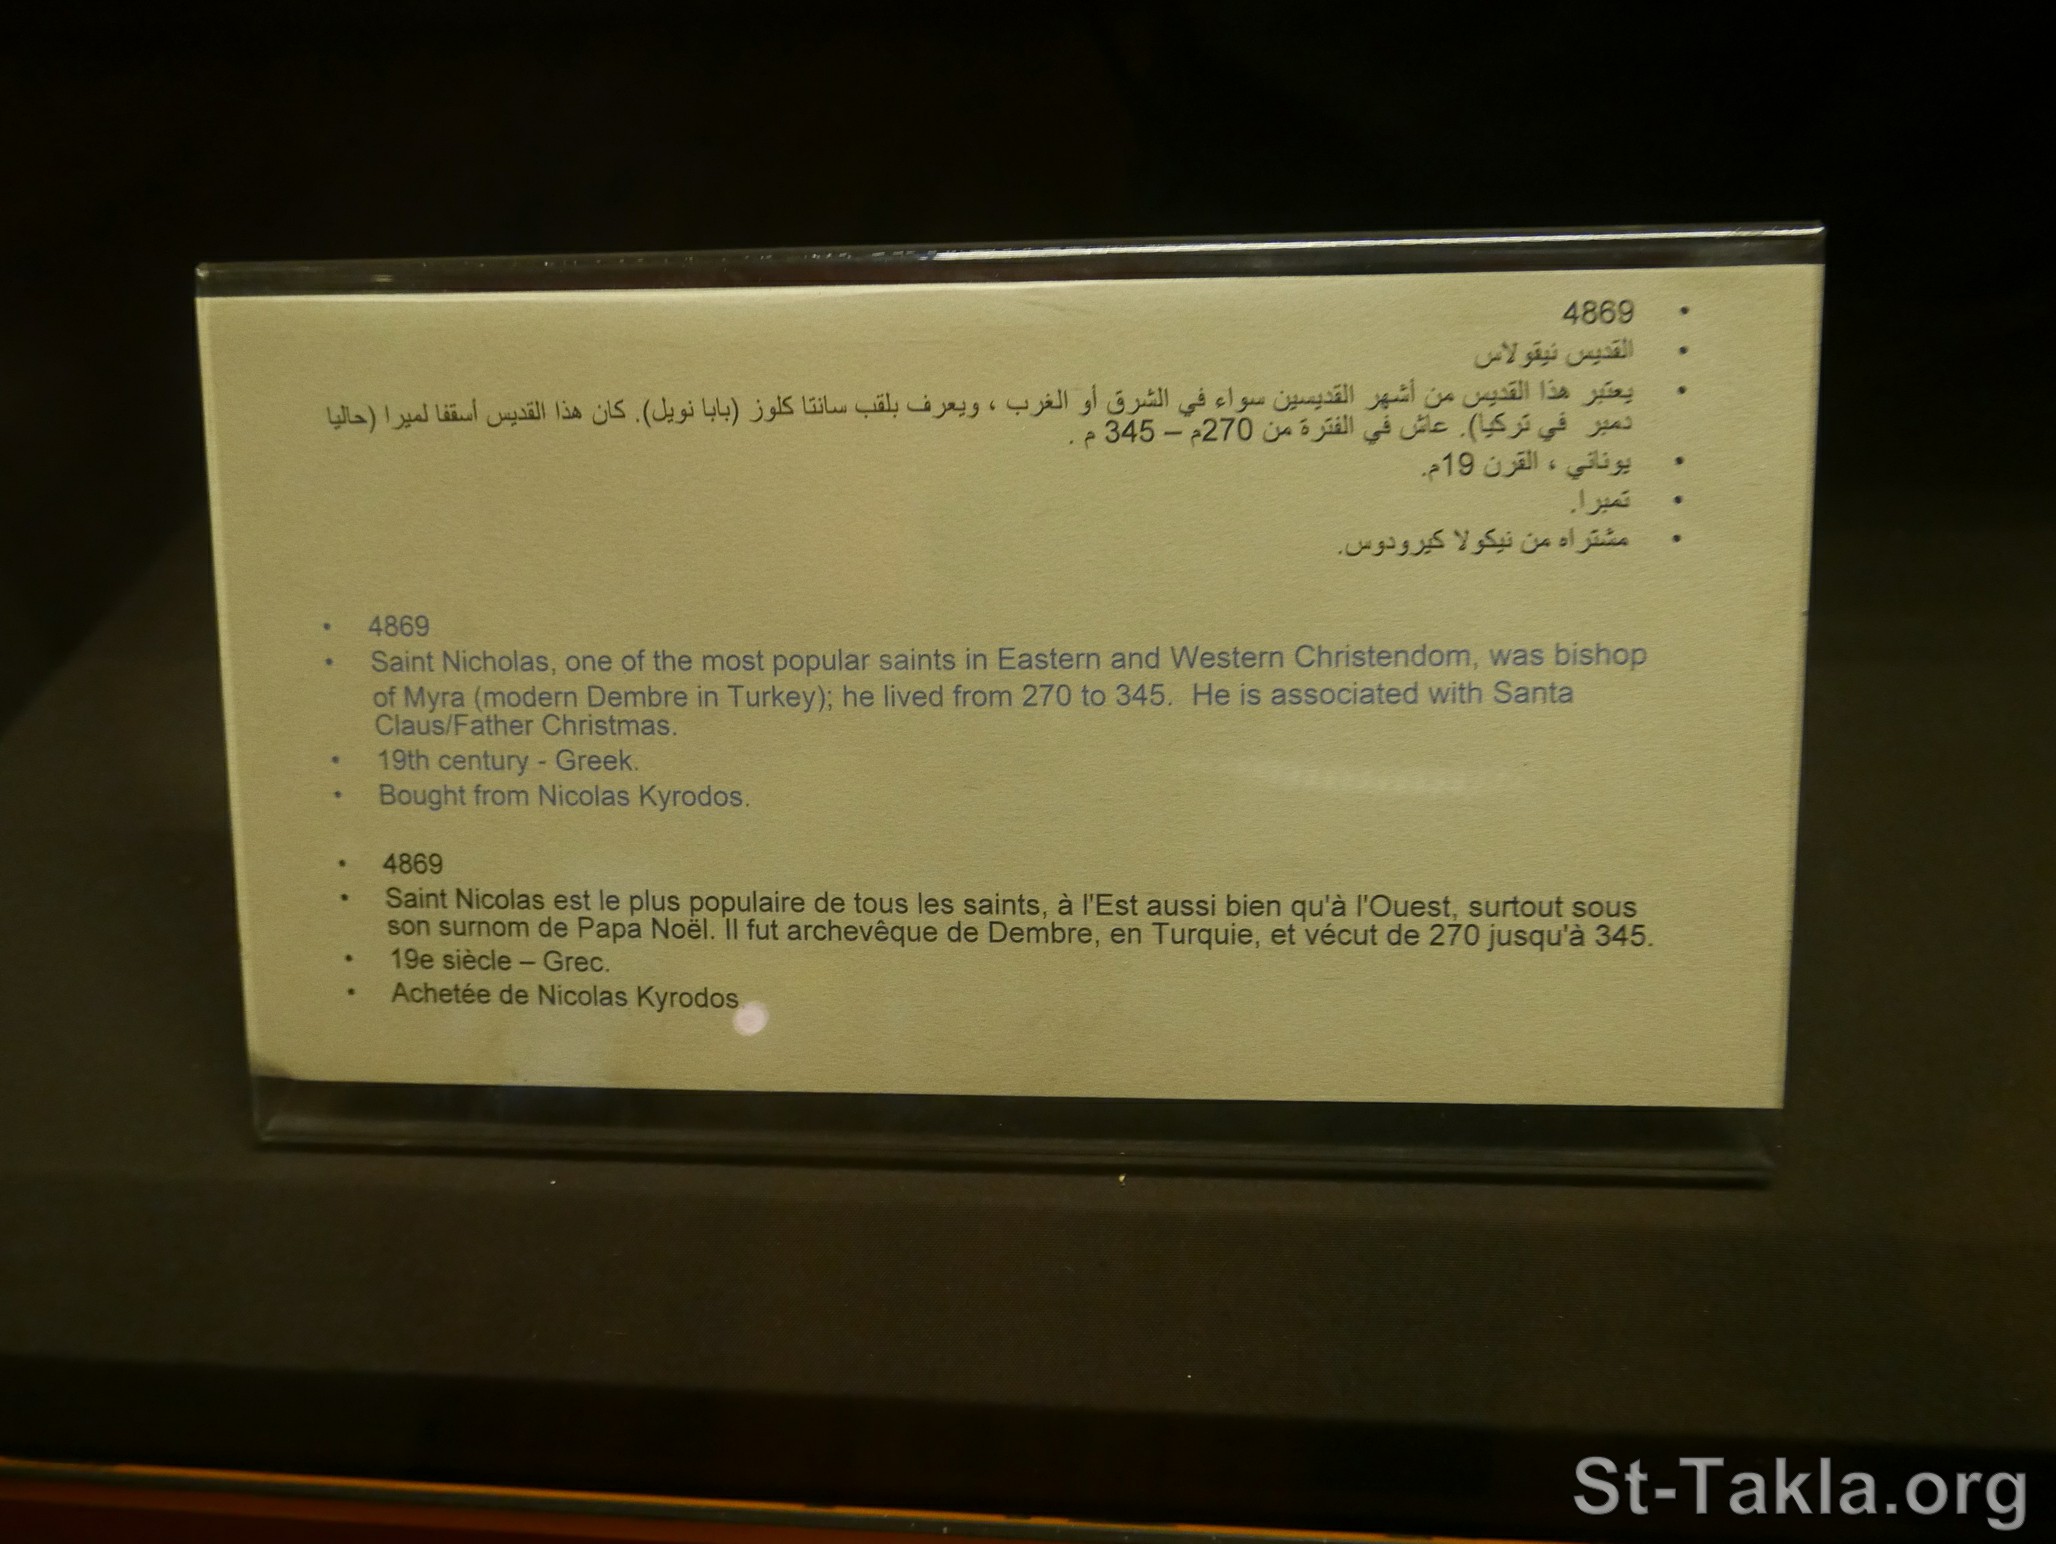 • 4869
• القديس نيقولاس
• يعتبر هذا القديس من أشهر القديسين سواء في الشرق أو الغرب ، ويعرف بلقب سانتا كلوز (بابا نويل). كان هذا القديس أسقفا لميرا (حاليا
دمبر في تركيا). عاش في الفترة من 270م – 345 م .
• يوناني ، القرن 19م.
• تمبرا.
• مشتراه من نيكولا كيرودوس.
• 4869
• Saint Nicholas, one of the most popular saints in Eastern and Western Christendom, was bishop
of Myra (modern Dembre in Turkey); he lived from 270 to 345. He is associated with Santa
Claus/Father Christmas.
• 19th century - Greek.
• Bought from Nicolas Kyrodos.
• 4869
• Saint Nicolas est le plus populaire de tous les saints, à l'Est aussi bien qu'à l'Ouest, surtout sous
son surnom de Papa Noël. Il fut archevêque de Dembre, en Turquie, et vécut de 270 jusqu'à 345.
• 19e siècle – Grec.
• Achetée de Nicolas Kyrodos.
St-Takla.org